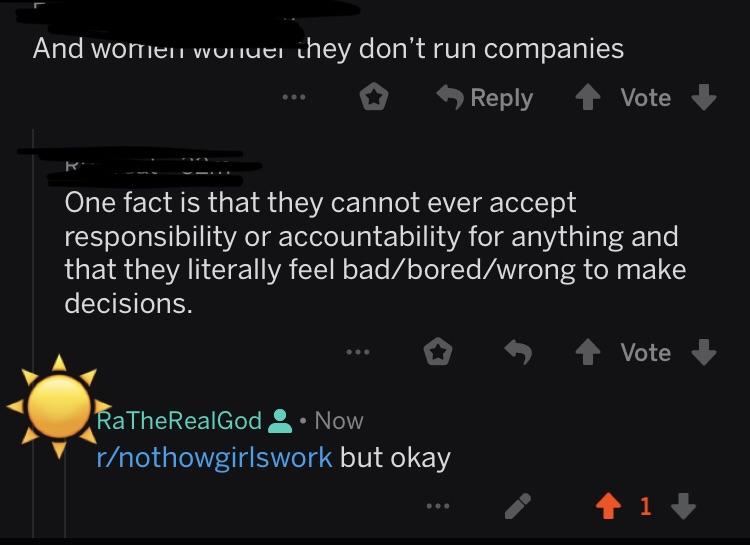 And women wonder they don't run companies
Reply Vote
One fact is that they cannot ever accept
responsibility or accountability for anything and
that they literally feel bad/bored/wrong to make
decisions.
Vote
RaTheRealGod • Now
r/nothowgirlswork but okay
1